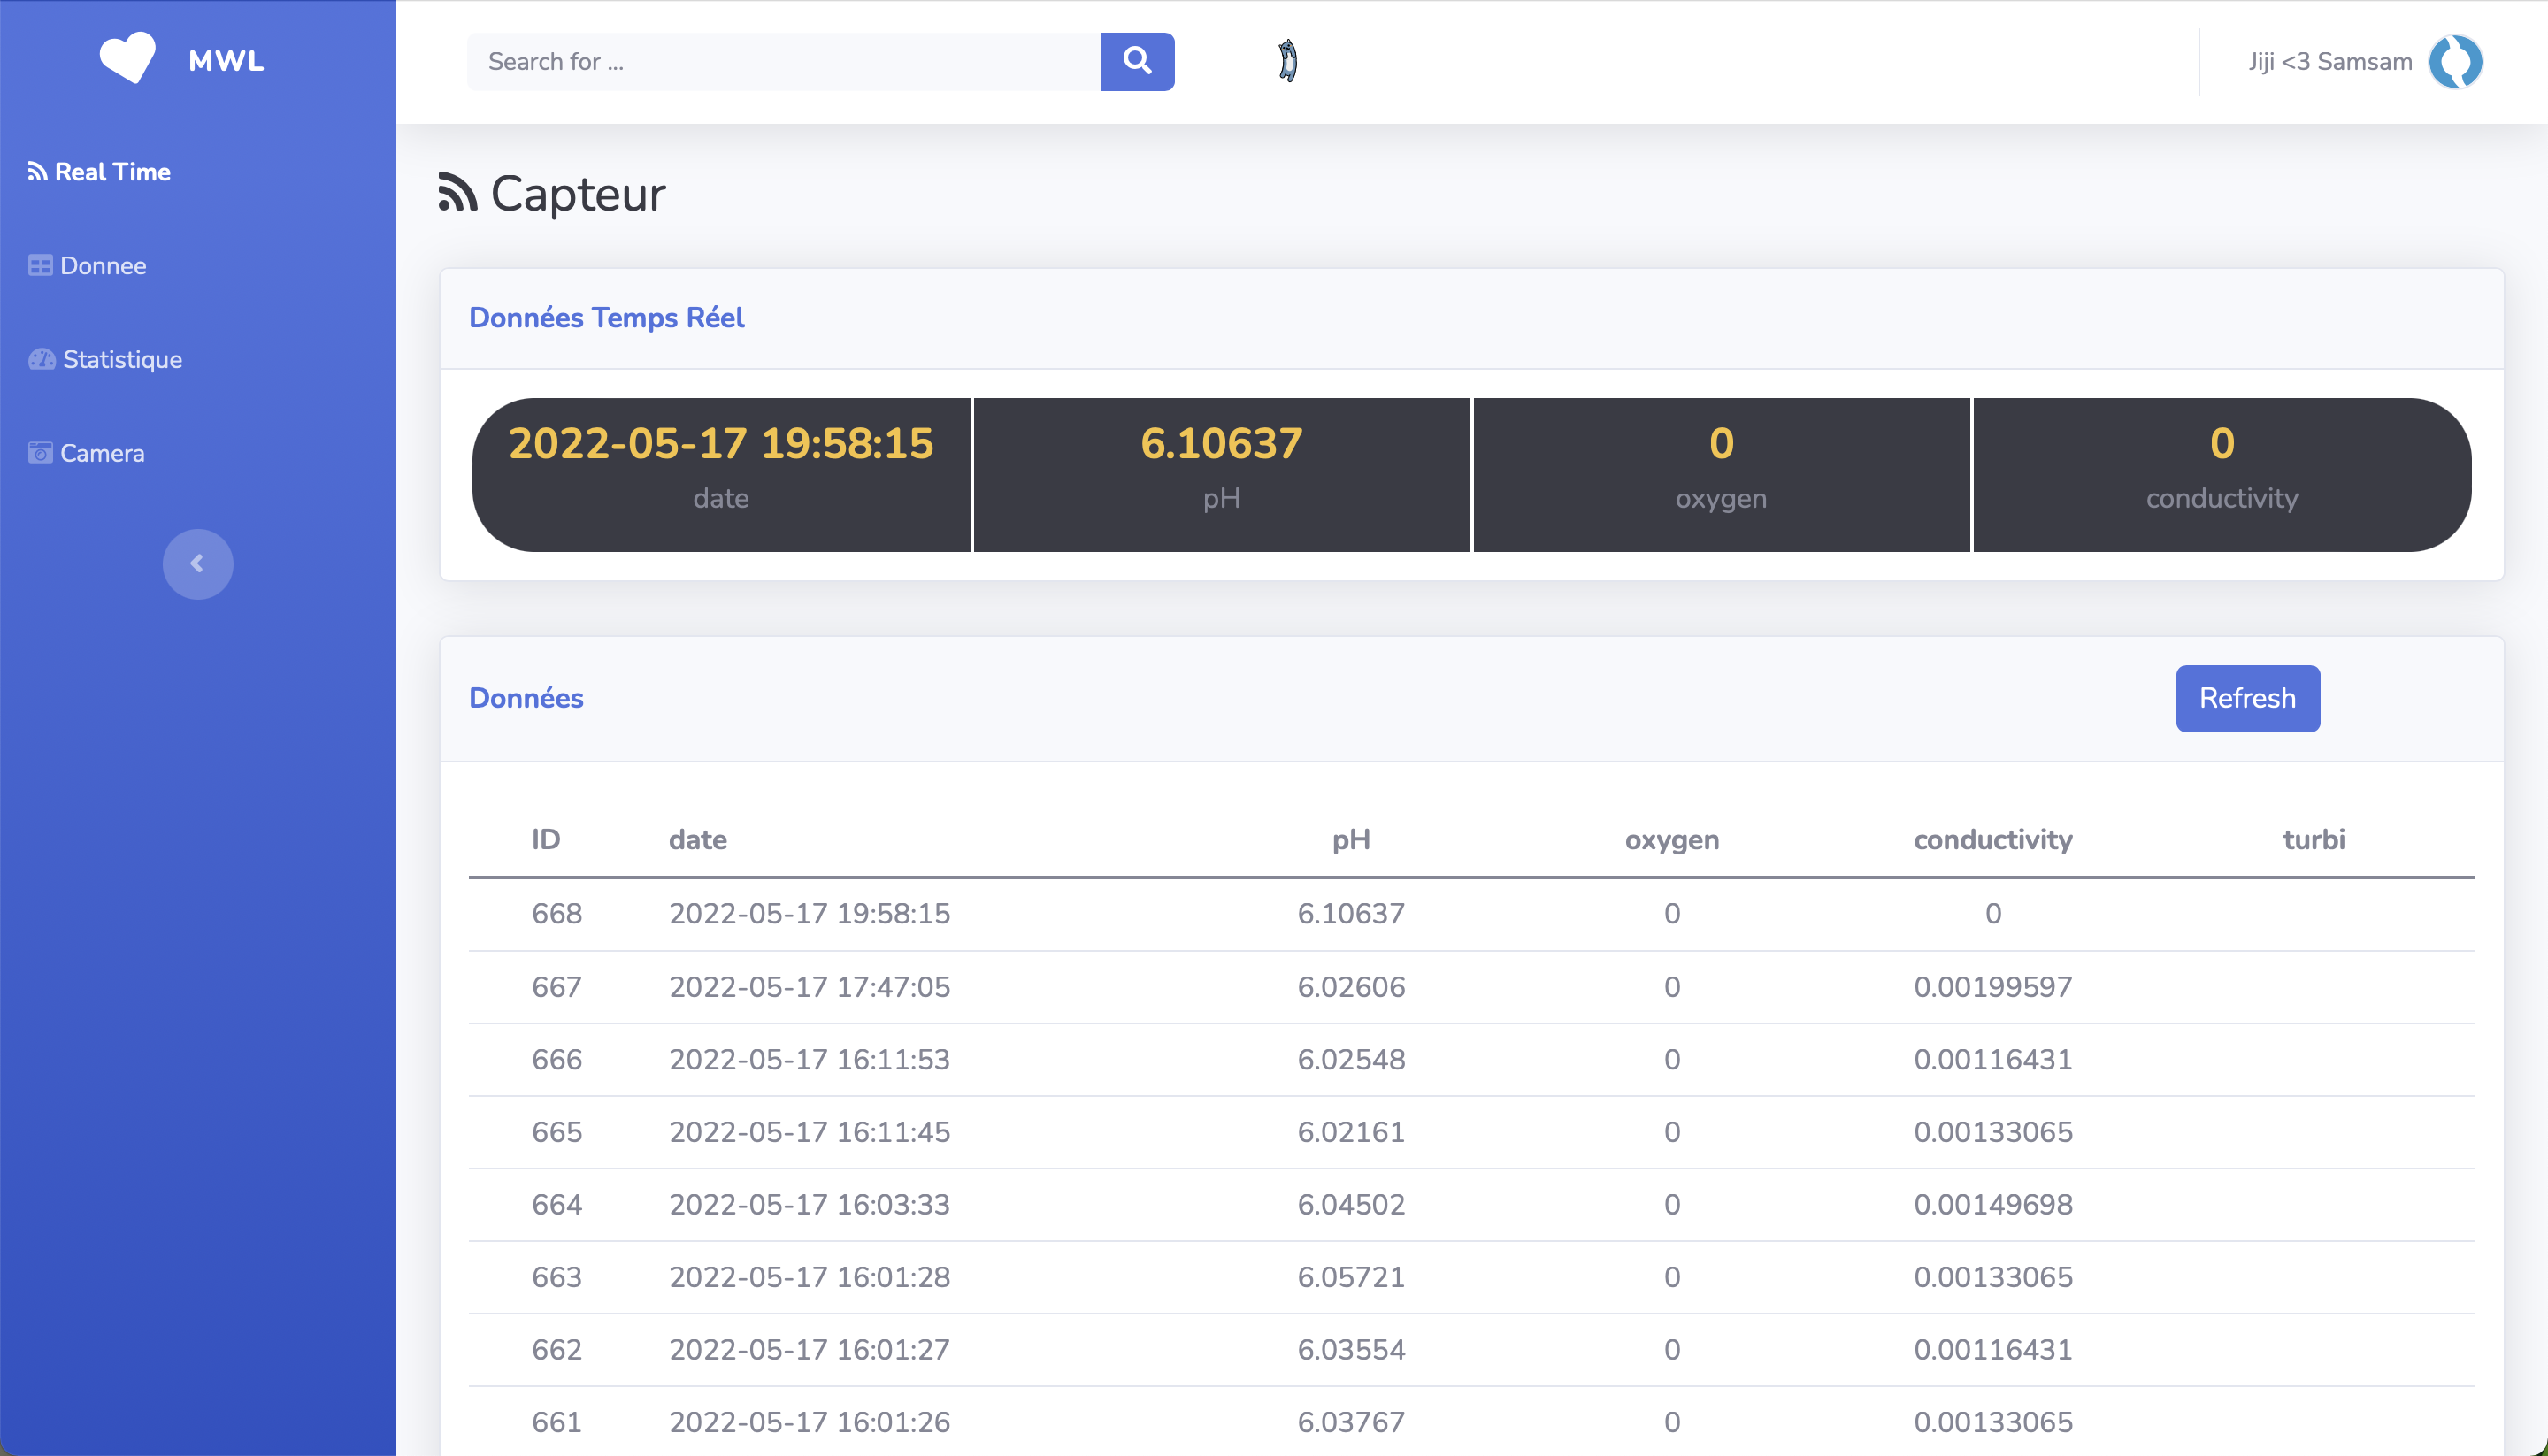 MWL
Search for ...
Jiji <3 Samsam
Real Time
Donnee
Statistique
Camera
Capteur
Données Temps Réel
2022-05-17 19:58:15 6.10637 0 0
date pH oxygen conductivity
Données Refresh
ID date pH oxygen conductivity turbi
668 2022-05-17 19:58:15 6.10637 0 0
667 2022-05-17 17:47:05 6.02606 0 0.00199597
666 2022-05-17 16:11:53 6.02548 0 0.00116431
665 2022-05-17 16:11:45 6.02161 0 0.00133065
664 2022-05-17 16:03:33 6.04502 0 0.00149698
663 2022-05-17 16:01:28 6.05721 0 0.00133065
662 2022-05-17 16:01:27 6.03554 0 0.00116431
661 2022-05-17 16:01:26 6.03767 0 0.00133065